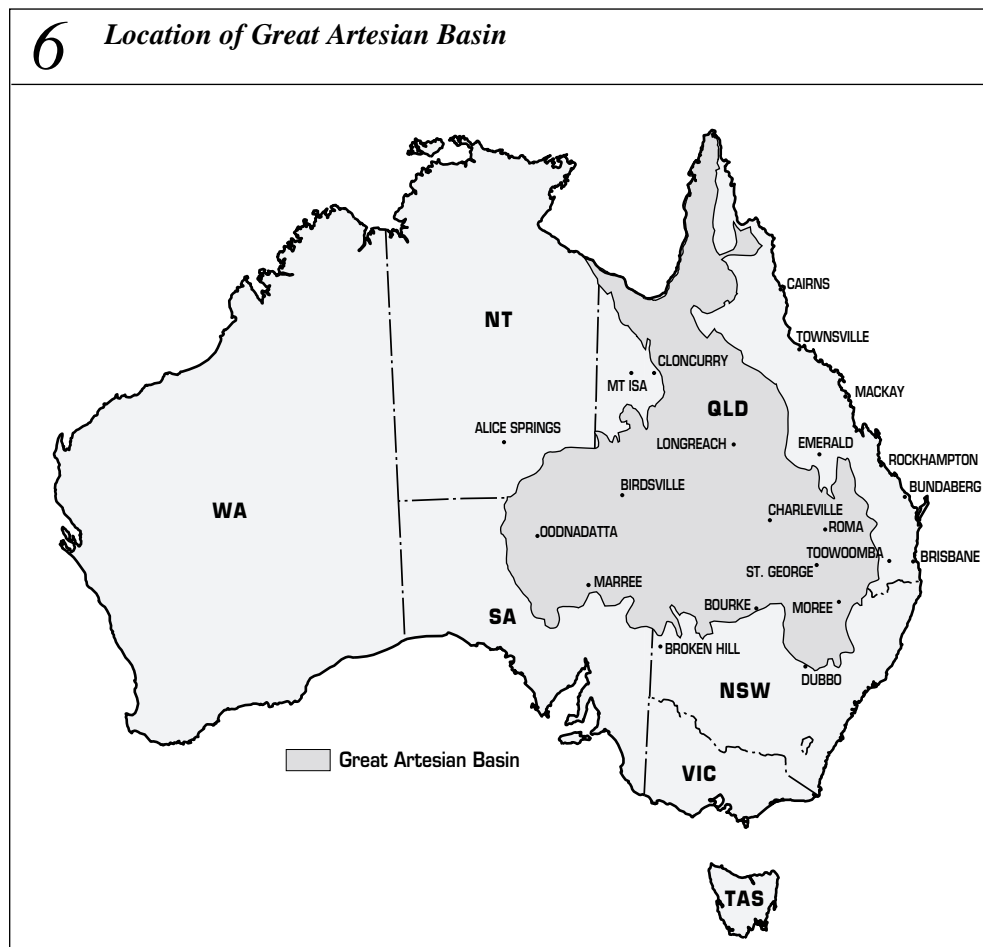 6 Location of Great Artesian Basin
CAIRNS
NT
TOWNSVILLE
CLONCURRY
MT ISA
MACKAY
QLD
ALICE SPRINGS
LONGREACH
EMERALD
ROCKHAMPTON
BIRDSVILLE
BUNDABERG
WA
CHARLEVILLE
ROMA
OODNADATTA
TOOWOOMBA
BRISBANE
ST. GEORGE
MARREE
BOURKE
MOREE
SA
BROKEN HILL
DUBBO
NSW
Great Artesian Basin
VIC
TAS